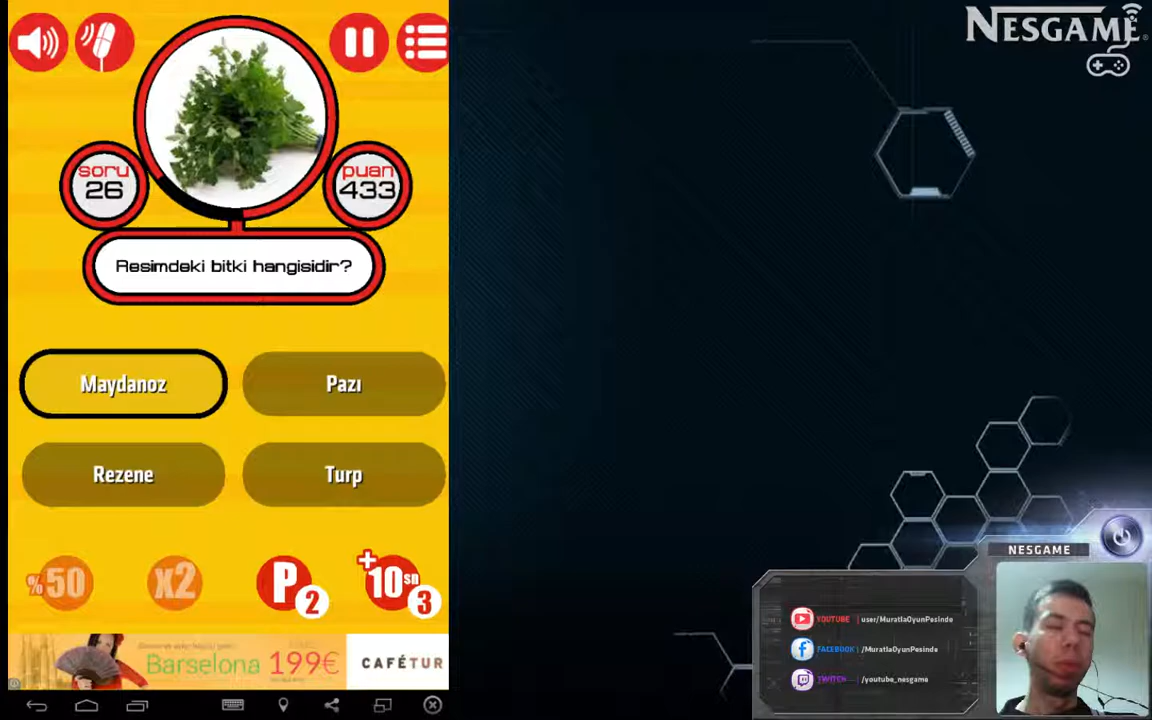 NESGAME
soru
26
puan
433
Resimdeki bitki hangisidir?
Maydanoz
Pazı
Rezene
Turp
%50
x2
P
2
+10sn
3
Barselona 199€
CAFÉTUR
NESGAME
YOUTUBE | user/MuratlaOyunPesinde
FACEBOOK | /MuratlaOyunPesinde
TWITCH | /youtube_nesgame